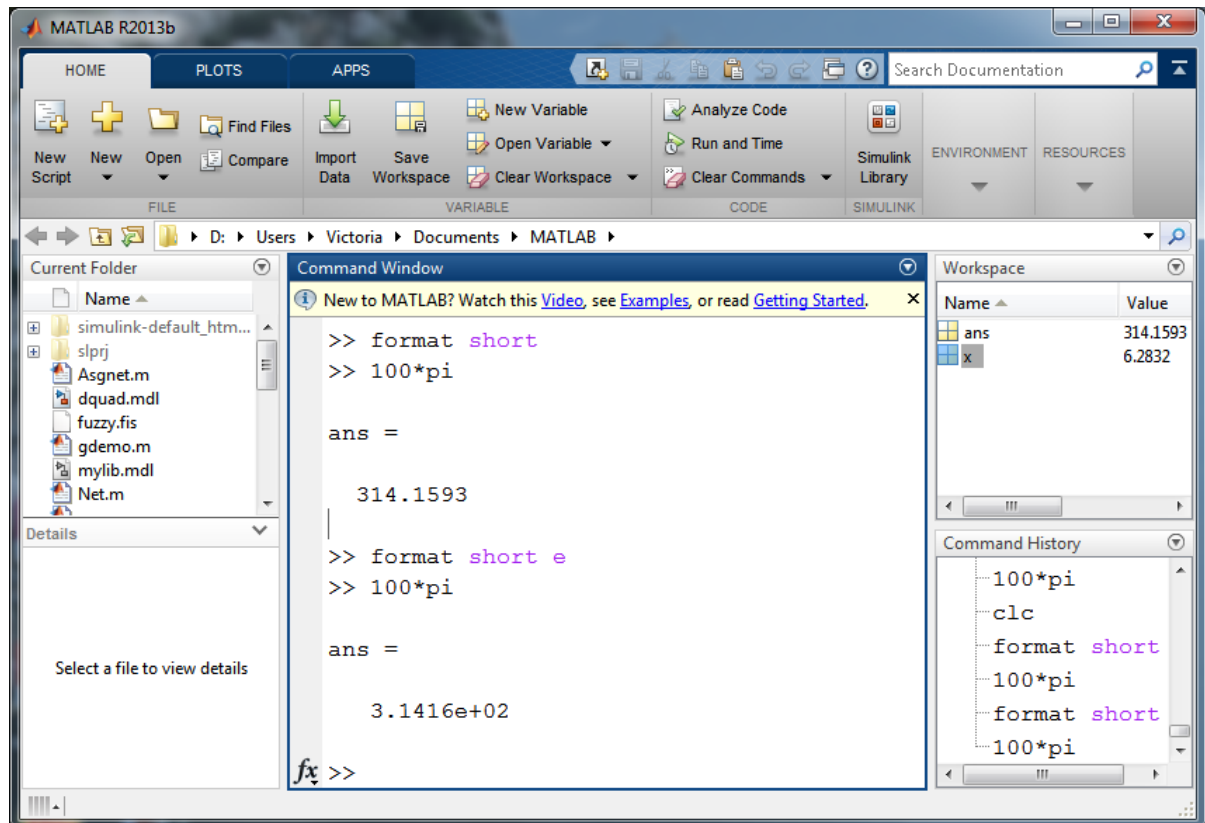 MATLAB R2013b
HOME PLOTS APPS Search Documentation
New Script
New
Open
Find Files
Compare
FILE
Import Data
Save Workspace
New Variable
Open Variable
Clear Workspace
VARIABLE
Analyze Code
Run and Time
Clear Commands
CODE
Simulink Library
SIMULINK
ENVIRONMENT
RESOURCES
D: Users Victoria Documents MATLAB
Current Folder
Name
simulink-default_htm...
slprj
Asgnet.m
dquad.mdl
fuzzy.fis
gdemo.m
mylib.mdl
Net.m
Details
Select a file to view details
Command Window
New to MATLAB? Watch this Video, see Examples, or read Getting Started.
>> format short
>> 100*pi
ans =
314.1593
>> format short e
>> 100*pi
ans =
3.1416e+02
fx >>
Workspace
Name Value
ans 314.1593
x 6.2832
Command History
100*pi
clc
format short
100*pi
format short
100*pi